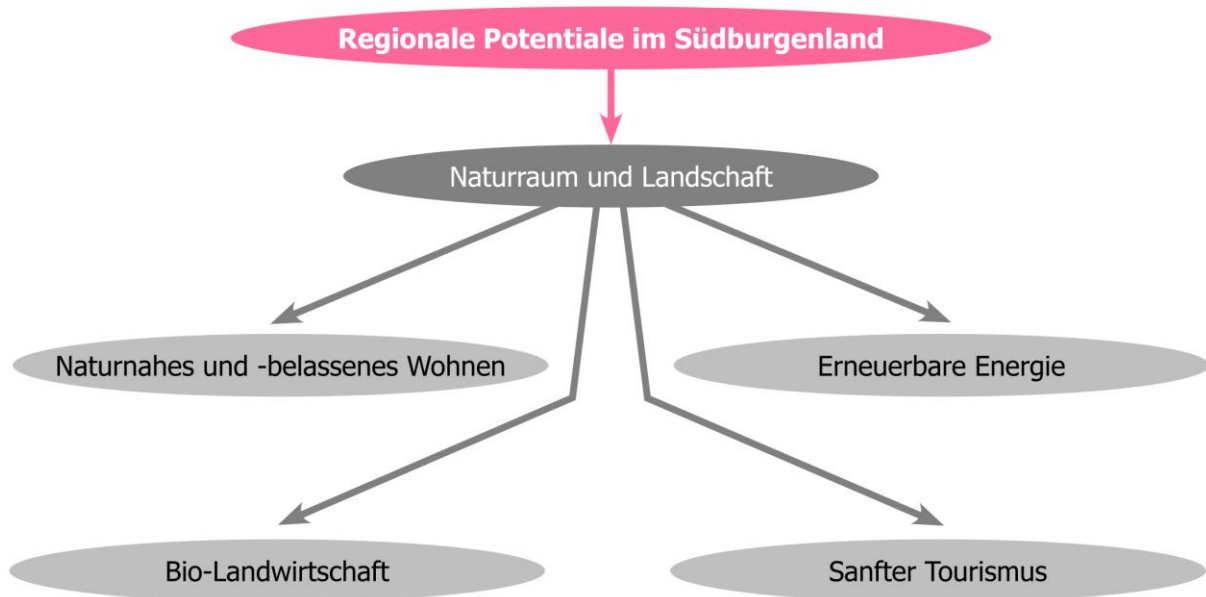 Regionale Potentiale im Südburgenland
Naturraum und Landschaft
Naturnahes und -belassenes Wohnen
Erneuerbare Energie
Bio-Landwirtschaft
Sanfter Tourismus